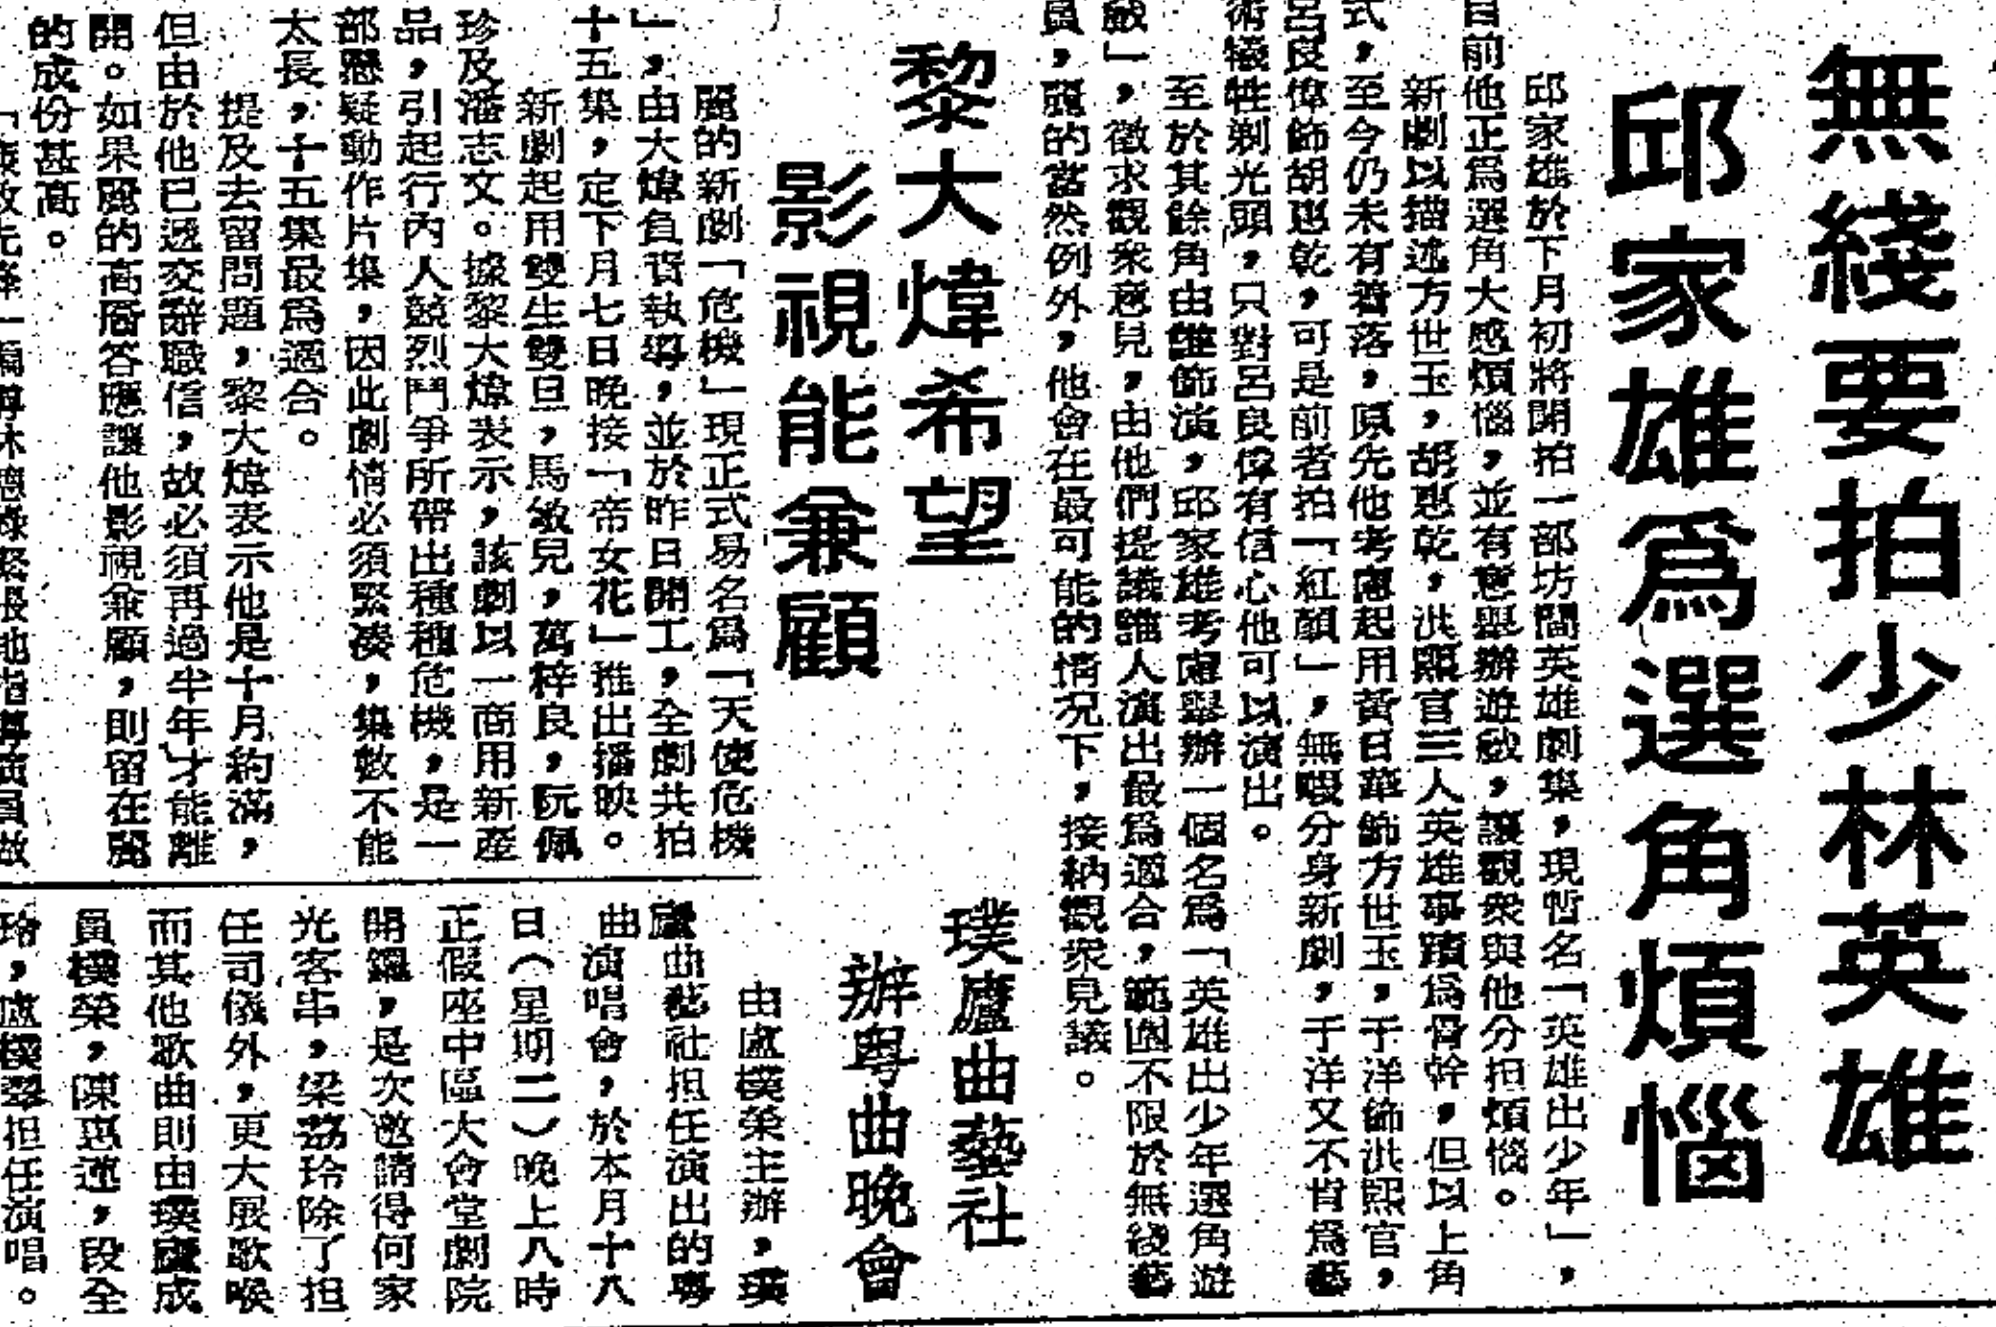 無綫要拍少林英雄
邱家雄爲選角煩惱
邱家雄於下月初將開拍一部坊間英雄劇集，現暫名「英雄出少年」，
目前他正爲選角大感煩惱，並有意舉辦遊戲，讓觀衆與他分担煩惱。
新劇以描述方世玉，胡惠乾，洪熙官三人英雄事蹟爲骨幹，但以上角
式，至今仍未有着落，原先他考慮起用黃日華飾方世玉，于洋飾洪熙官，
呂良偉飾胡惠乾，可是前者拍「紅顏」，無暇分身新劇，于洋又不肯爲藝
術犧牲剃光頭，只對呂良偉有信心他可以演出。
至於其餘角由誰飾演，邱家雄考慮舉辦一個名爲「英雄出少年選角遊
戲」，徵求觀衆意見，由他們提議誰人演出最爲適合，範圍不限於無綫藝
員，麗的當然例外，他會在最可能的情况下，接納觀衆見議。
黎大煒希望
影視能兼顧
麗的新劇「危機」現正式易名爲「天使危機
」，由大煒負責執導，並於昨日開工，全劇共拍
十五集，定下月七日晚接「帝女花」推出播映。
新劇起用雙生雙旦，馬敏兒，萬梓良，阮佩
珍及潘志文。據黎大煒表示，該劇以一商用新產
品，引起行內人競烈鬥爭所帶出種種危機，是一
部懸疑動作片集，因此劇情必須緊凑，集數不能
太長，十五集最爲適合。
提及去留問題，黎大煒表示他是十月約滿，
但由於他已遞交辭職信，故必須再過半年才能離
開。如果麗的高層答應讓他影視兼顧，則留在麗
的成份甚高。
璞廬曲藝社
辦粤曲晚會
由盧樸榮主辦，璞
廬曲藝社担任演出的粤
曲演唱會，於本月十八
日（星期二）晚上八時
正假座中區大會堂劇院
開鑼，是次邀請得何家
光客串，梁荔玲除了担
任司儀外，更大展歌喉
而其他歌曲則由璞廬成
員樸榮，陳惠蓮，段全
玲，盧樸翠担任演唱。